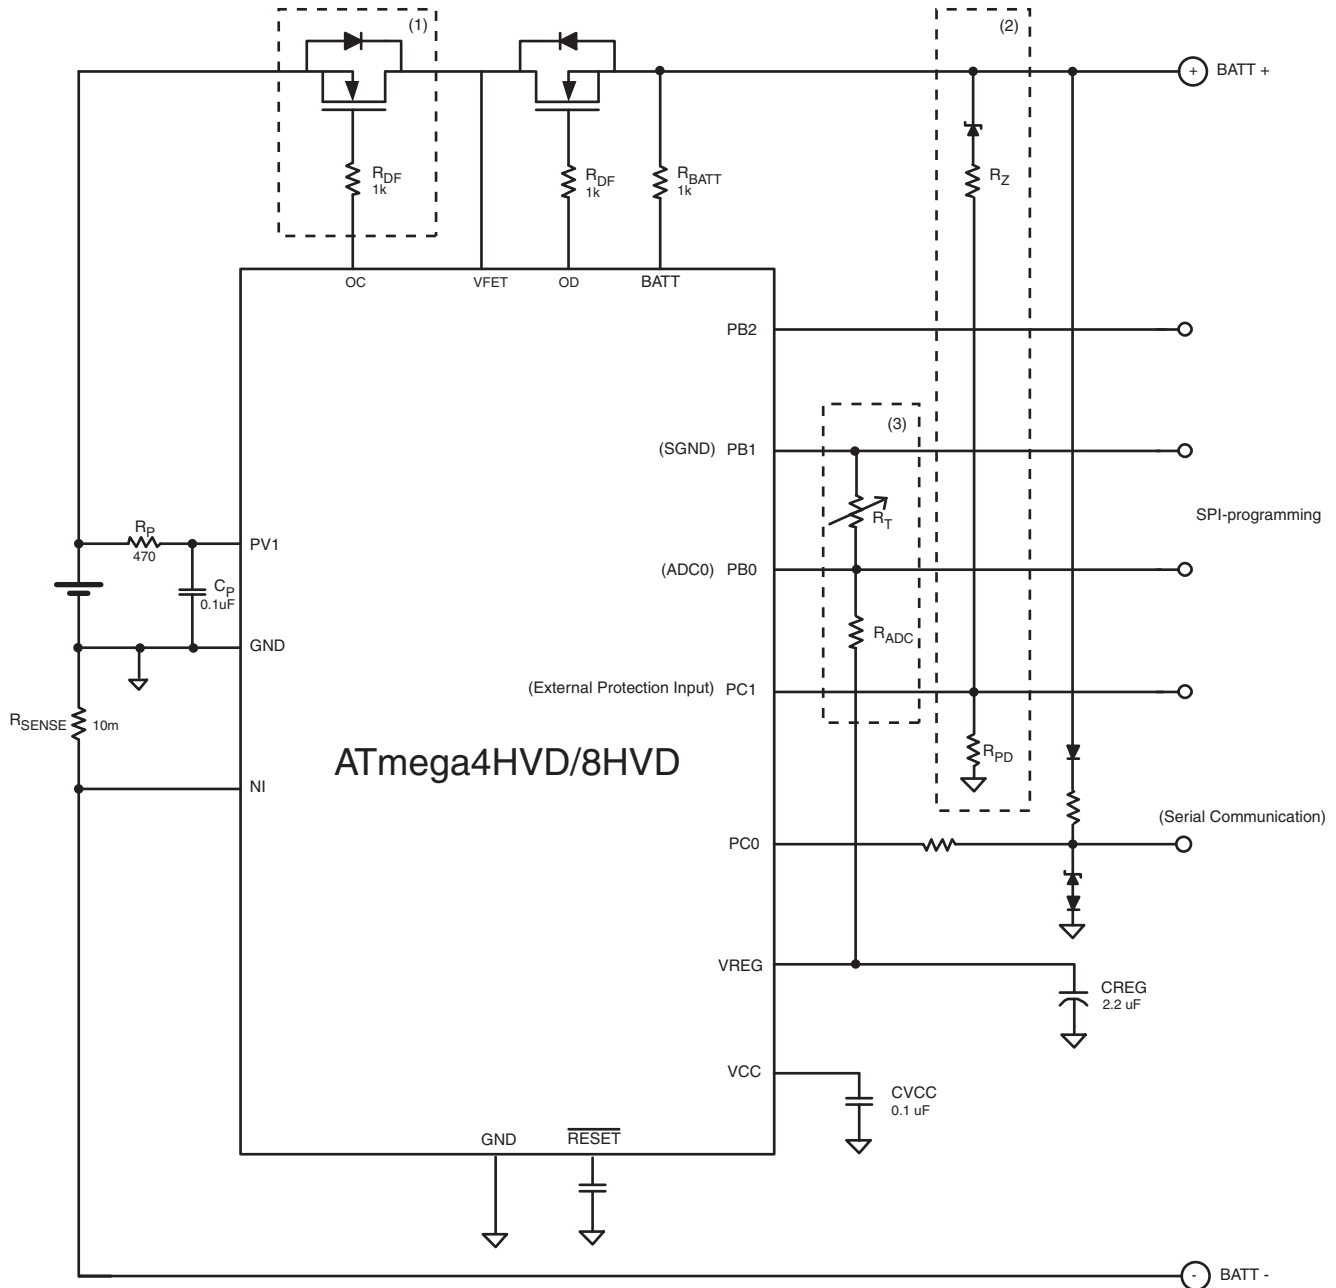 (1)
(2)
+ BATT +
RDF
1k
RDF
1k
RBATT
1k
RZ
OC
VFET
OD
BATT
PB2
(3)
(SGND) PB1
RT
SPI-programming
RP
470
PV1
CP
0.1uF
(ADC0) PB0
RADC
GND
(External Protection Input) PC1
RSENSE 10m
RPD
ATmega4HVD/8HVD
NI
(Serial Communication)
PC0
VREG
CREG
2.2 uF
VCC
CVCC
0.1 uF
GND
RESET
- BATT -